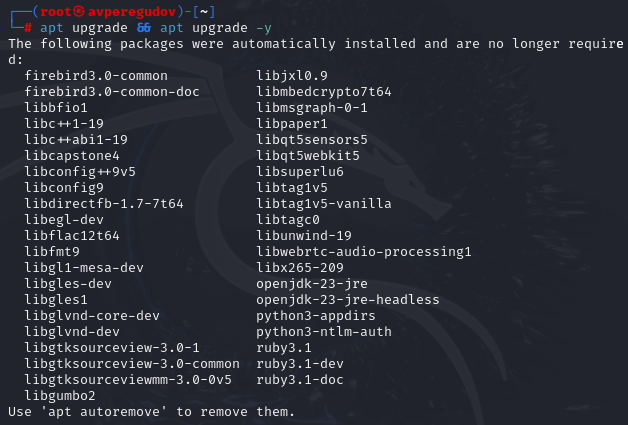 ┌──(root㉿avperegudov)-[~]
└─# apt upgrade && apt upgrade -y
The following packages were automatically installed and are no longer require
d:
  firebird3.0-common          libjxl0.9
  firebird3.0-common-doc      libmbedcrypto7t64
  libbfio1                    libmsgraph-0-1
  libc++1-19                  libpaper1
  libc++abi1-19               libqt5sensors5
  libcapstone4                libqt5webkit5
  libconfig++9v5              libsuperlu6
  libconfig9                  libtag1v5
  libdirectfb-1.7-7t64        libtag1v5-vanilla
  libegl-dev                  libtagc0
  libflac12t64                libunwind-19
  libfmt9                     libwebrtc-audio-processing1
  libgl1-mesa-dev             libx265-209
  libgles-dev                 openjdk-23-jre
  libgles1                    openjdk-23-jre-headless
  libglvnd-core-dev           python3-appdirs
  libglvnd-dev                python3-ntlm-auth
  libgtksourceview-3.0-1      ruby3.1
  libgtksourceview-3.0-common ruby3.1-dev
  libgtksourceviewmm-3.0-0v5  ruby3.1-doc
  libgumbo2
Use 'apt autoremove' to remove them.